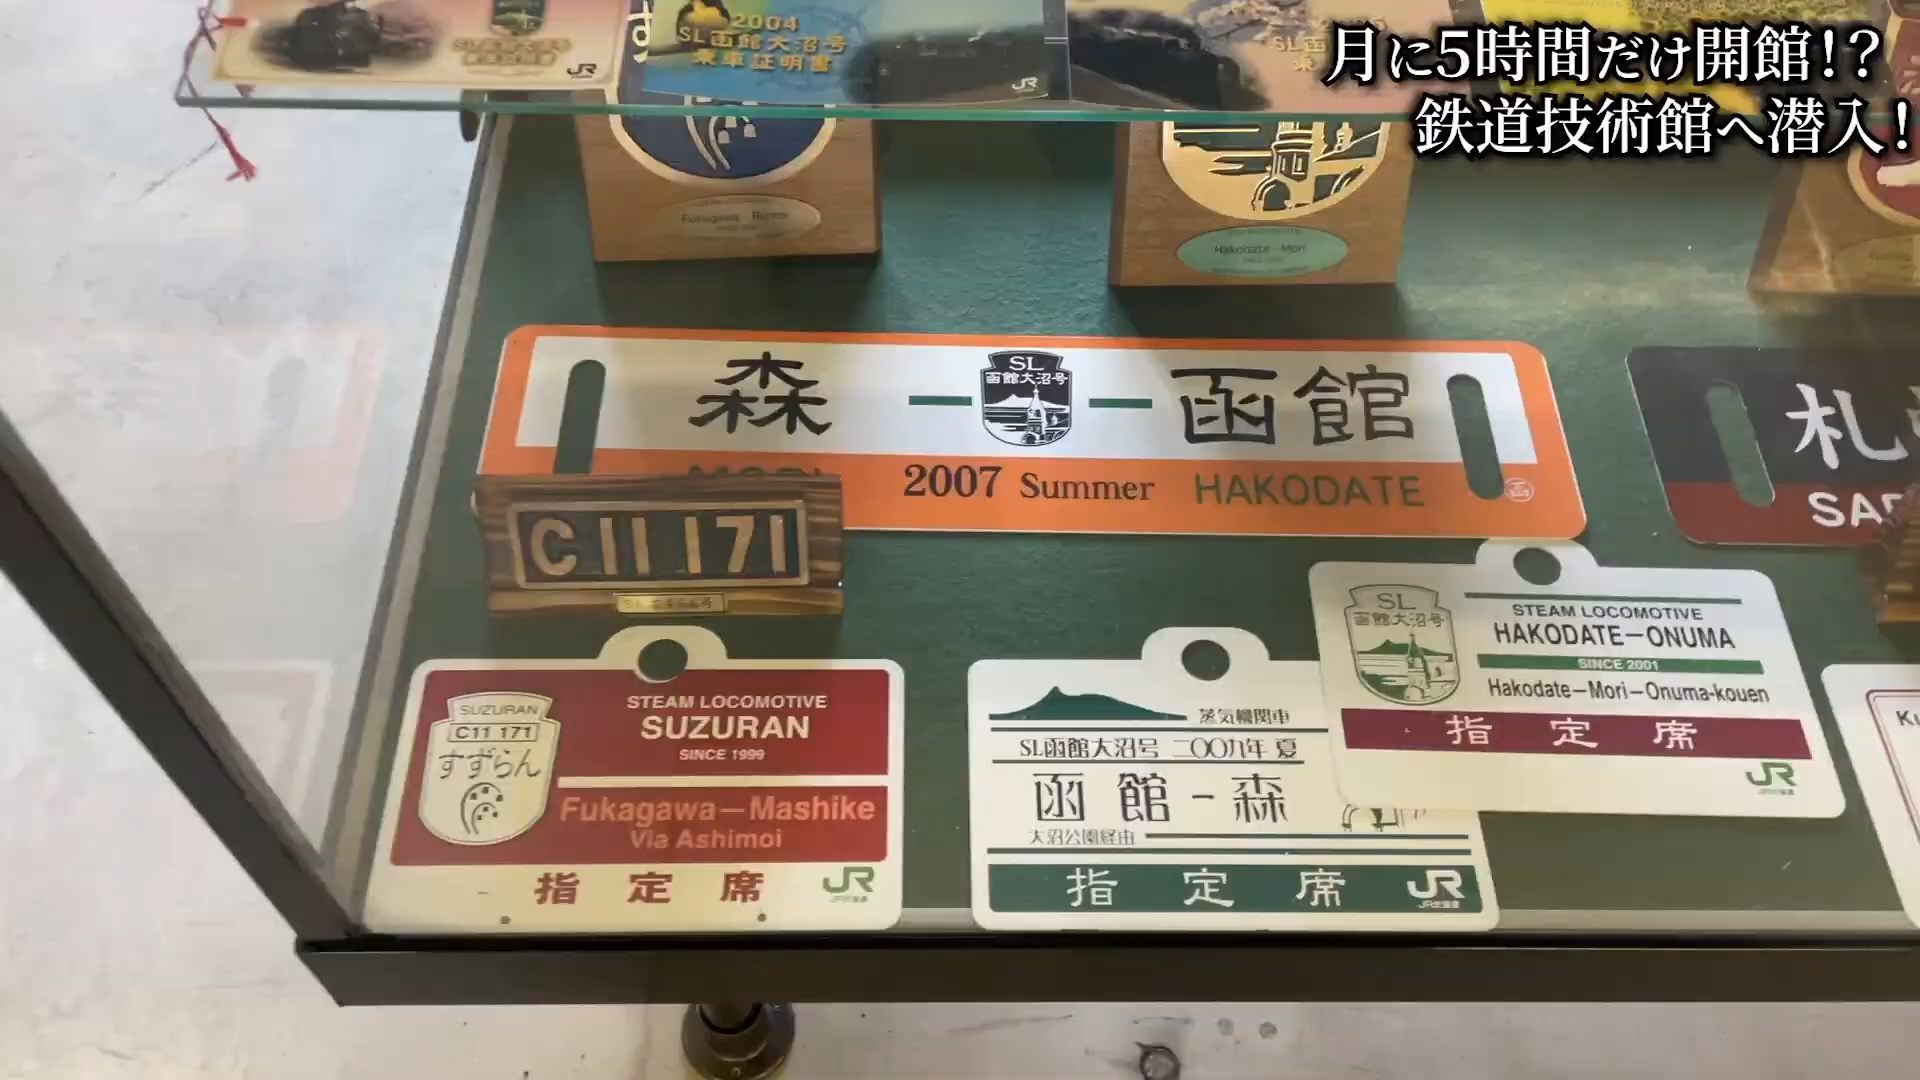 月に5時間だけ開館!?
鉄道技術館へ潜入!
す
2004
SL函館大沼号
乗車証明書
JR
JR
Hakodate - Mori
森
SL
函館大沼号
函館
2007 Summer HAKODATE
札
C11 171
SUZURAN
C11 171
すずらん
STEAM LOCOMOTIVE
SUZURAN
SINCE 1999
Fukagawa－Mashike
Via Ashimoi
指定席
JR
蒸気機関車
SL函館大沼号 二〇〇九年 夏
函館-森
大沼公園経由
指定席
JR
SL
函館大沼号
STEAM LOCOMOTIVE
HAKODATE－ONUMA
SINCE 2001
Hakodate－Mori－Onuma-kouen
指定席
JR